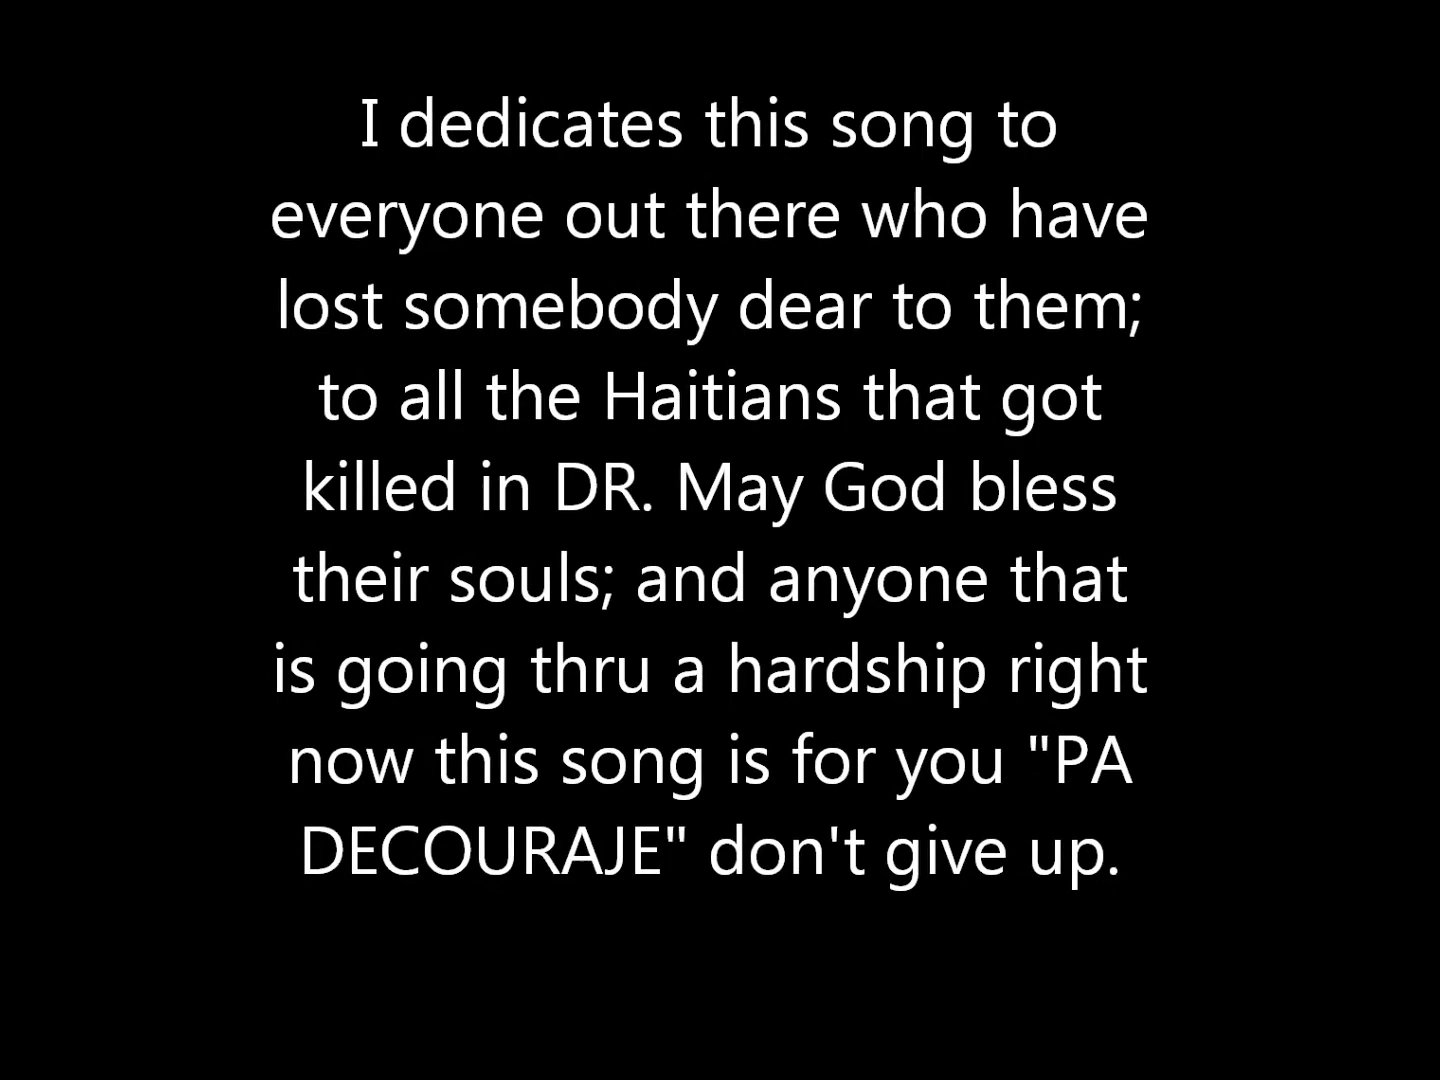 I dedicates this song to
everyone out there who have
lost somebody dear to them;
to all the Haitians that got
killed in DR. May God bless
their souls; and anyone that
is going thru a hardship right
now this song is for you "PA
DECOURAJE" don't give up.